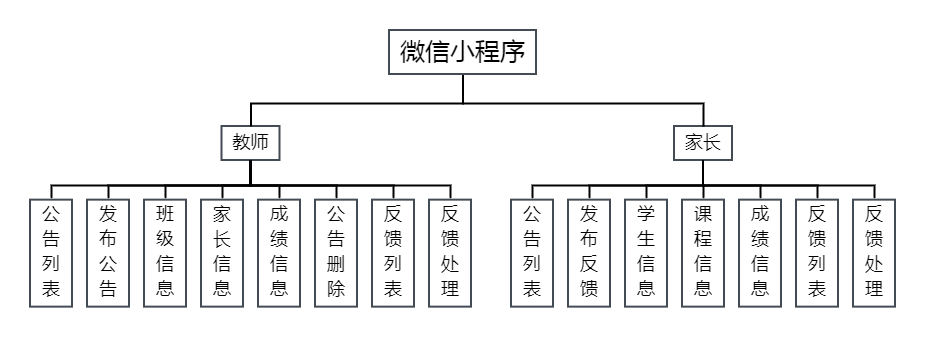 微信小程序
教师
家长
公告列表
发布公告
班级信息
家长信息
成绩信息
公告删除
反馈列表
反馈处理
公告列表
发布反馈
学生信息
课程信息
成绩信息
反馈列表
反馈处理